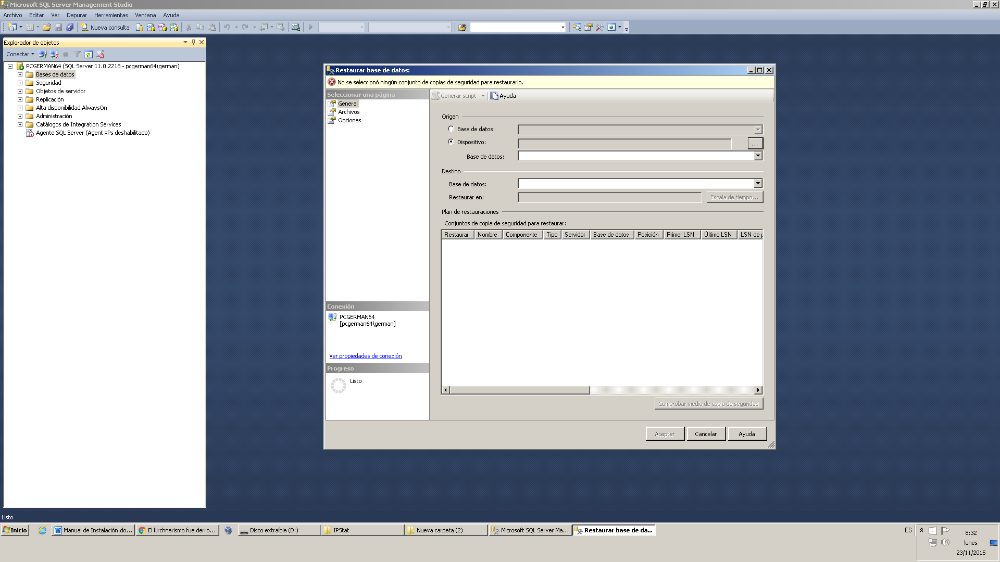 Microsoft SQL Server Management Studio
Archivo Editar Ver Depurar Herramientas Ventana Ayuda
Nueva consulta
Explorador de objetos
Conectar
PCGERMAN64 (SQL Server 11.0.2218 - pcgerman64\german)
Bases de datos
Seguridad
Objetos de servidor
Replicación
Alta disponibilidad AlwaysOn
Administración
Catálogos de Integration Services
Agente SQL Server (Agent XPs deshabilitado)
Restaurar base de datos:
No se seleccionó ningún conjunto de copias de seguridad para restaurarlo.
Seleccionar una página
General
Archivos
Opciones
Conexión
PCGERMAN64
[pcgerman64\german]
Ver propiedades de conexión
Progreso
Listo
Generar script Ayuda
Origen
Base de datos:
Dispositivo:
...
Base de datos:
Destino
Base de datos:
Restaurar en:
Escala de tiempo...
Plan de restauraciones
Conjuntos de copia de seguridad para restaurar:
Restaurar Nombre Componente Tipo Servidor Base de datos Posición Primer LSN Último LSN LSN de p
Comprobar medio de copia de seguridad
Aceptar Cancelar Ayuda
Listo
Inicio Manual de Instalación.do... El kirchnerismo fue derro... Disco extraíble (D:) IPStat Nueva carpeta (2) Microsoft SQL Server Ma... Restaurar base de da... ES
8:32
lunes
23/11/2015